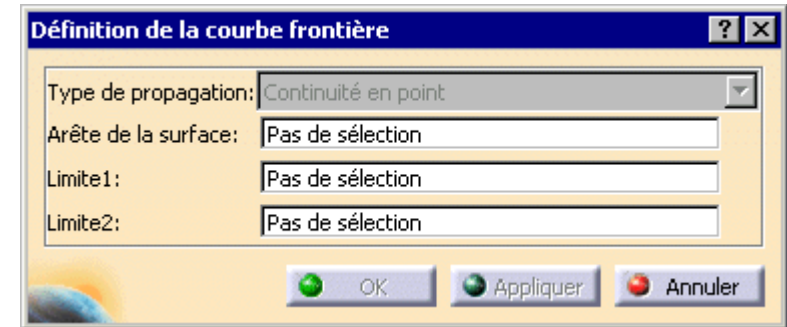 Définition de la courbe frontière
Type de propagation: Continuité en point
Arête de la surface: Pas de sélection
Limite1: Pas de sélection
Limite2: Pas de sélection
OK Appliquer Annuler